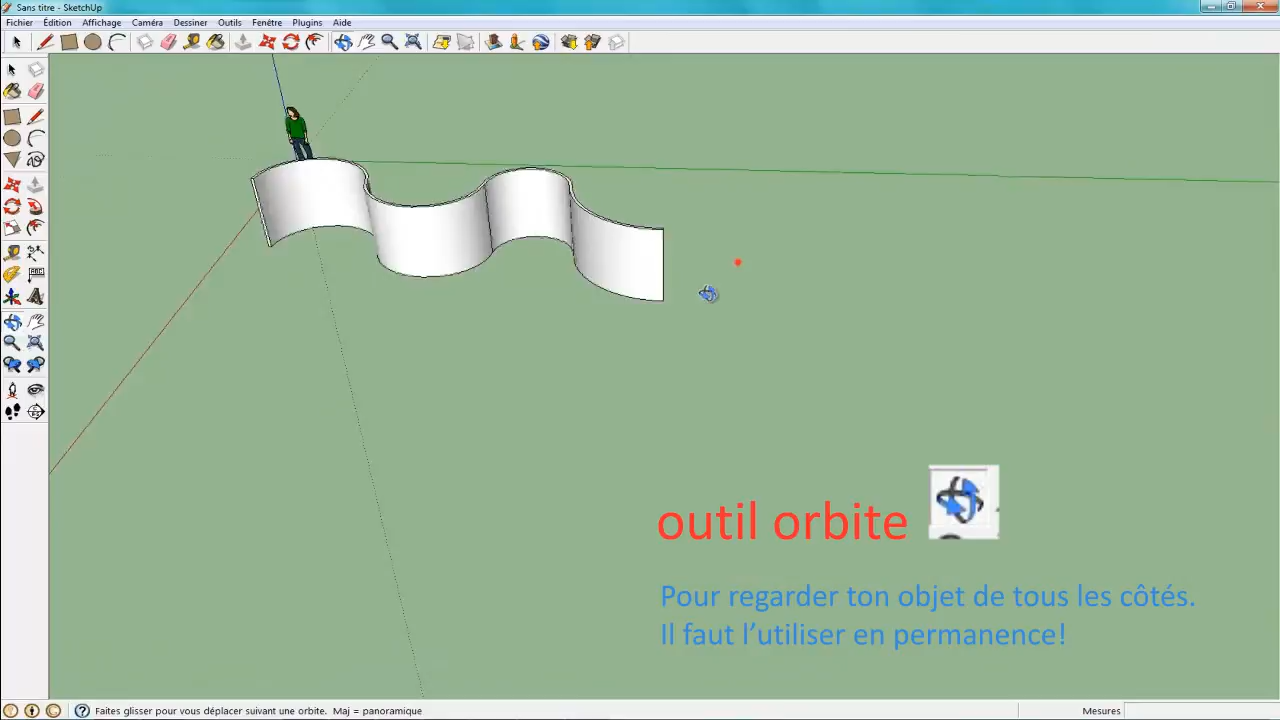 Sans titre - SketchUp
Fichier Édition Affichage Caméra Dessiner Outils Fenêtre Plugins Aide
ABC
outil orbite
Pour regarder ton objet de tous les côtés.
Il faut l’utiliser en permanence!
Faites glisser pour vous déplacer suivant une orbite. Maj = panoramique
Mesures